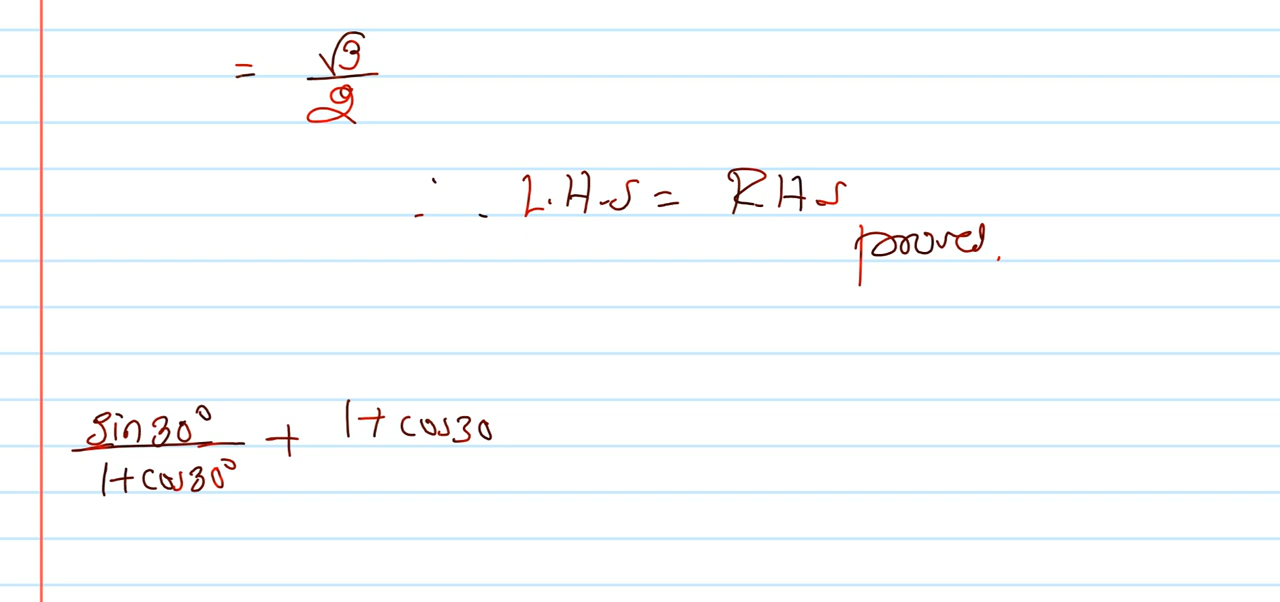 = √3/2
∴ L.H.S = RHS
proved.
sin30°/1+cos30° + 1+cos30